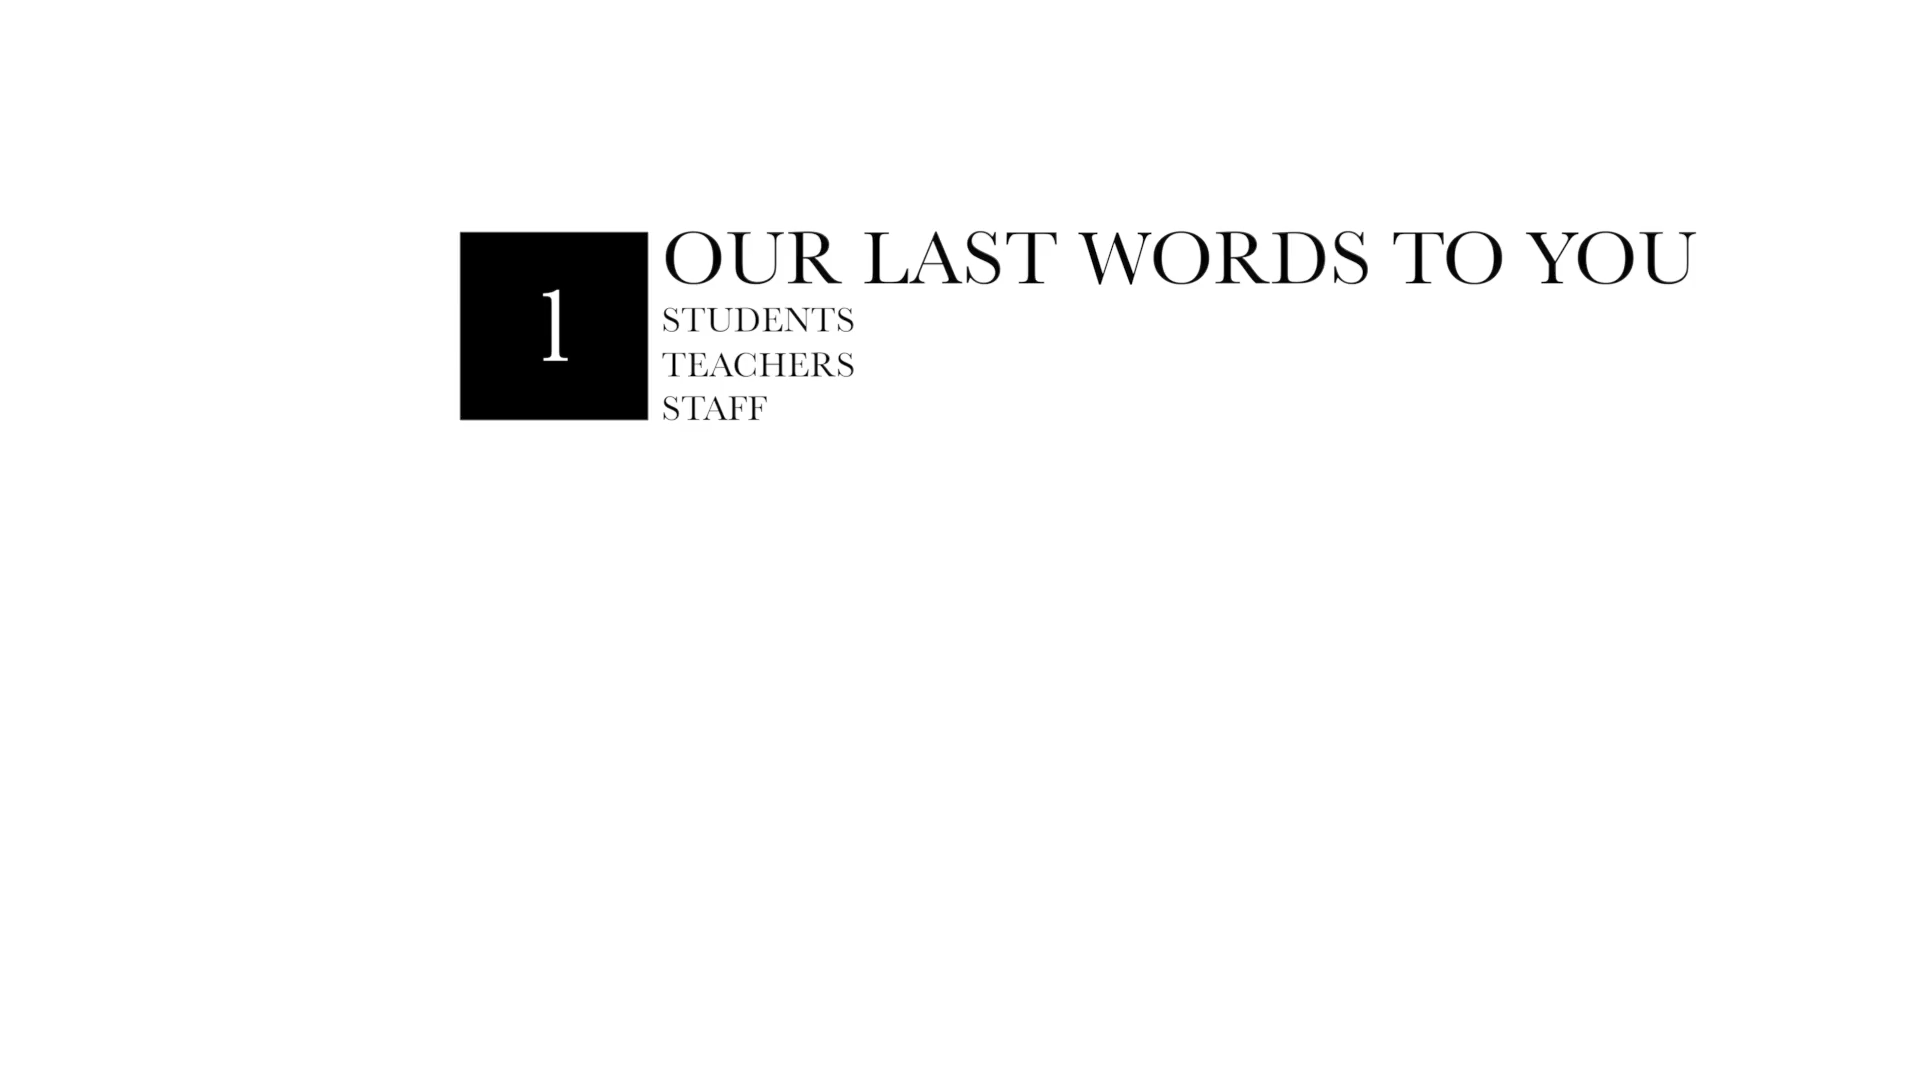 1
OUR LAST WORDS TO YOU
STUDENTS
TEACHERS
STAFF